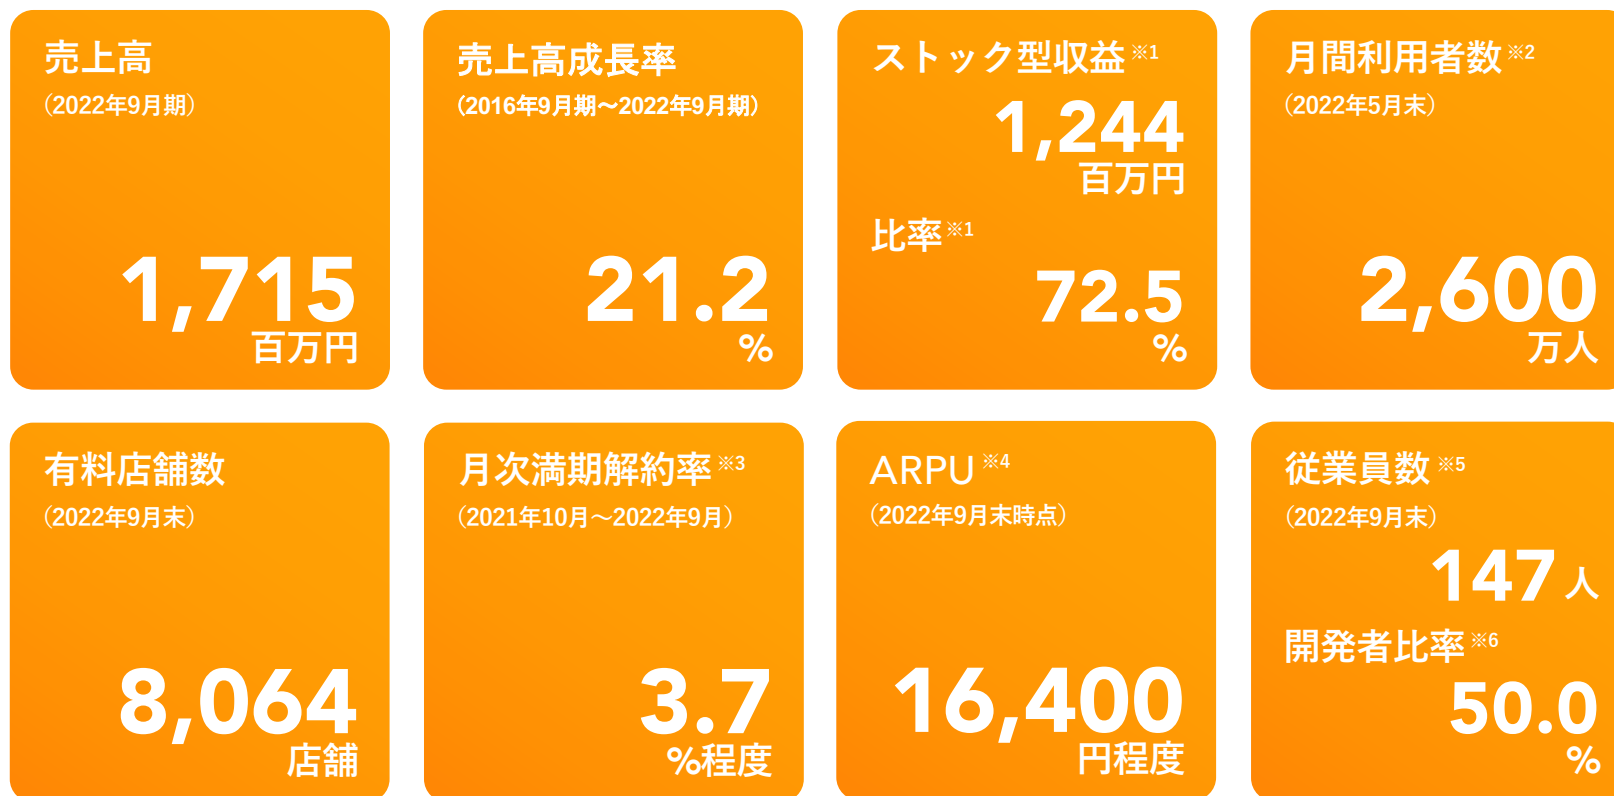 売上高
（2022年9月期）
1,715
百万円
売上高成長率
（2016年9月期～2022年9月期）
21.2
%
ストック型収益※1
1,244
百万円
比率※1
72.5
%
月間利用者数※2
（2022年5月末）
2,600
万人
有料店舗数
（2022年9月末）
8,064
店舗
月次満期解約率※3
（2021年10月～2022年9月）
3.7
%程度
ARPU※4
（2022年9月末時点）
16,400
円程度
従業員数※5
（2022年9月末）
147人
開発者比率※6
50.0
%